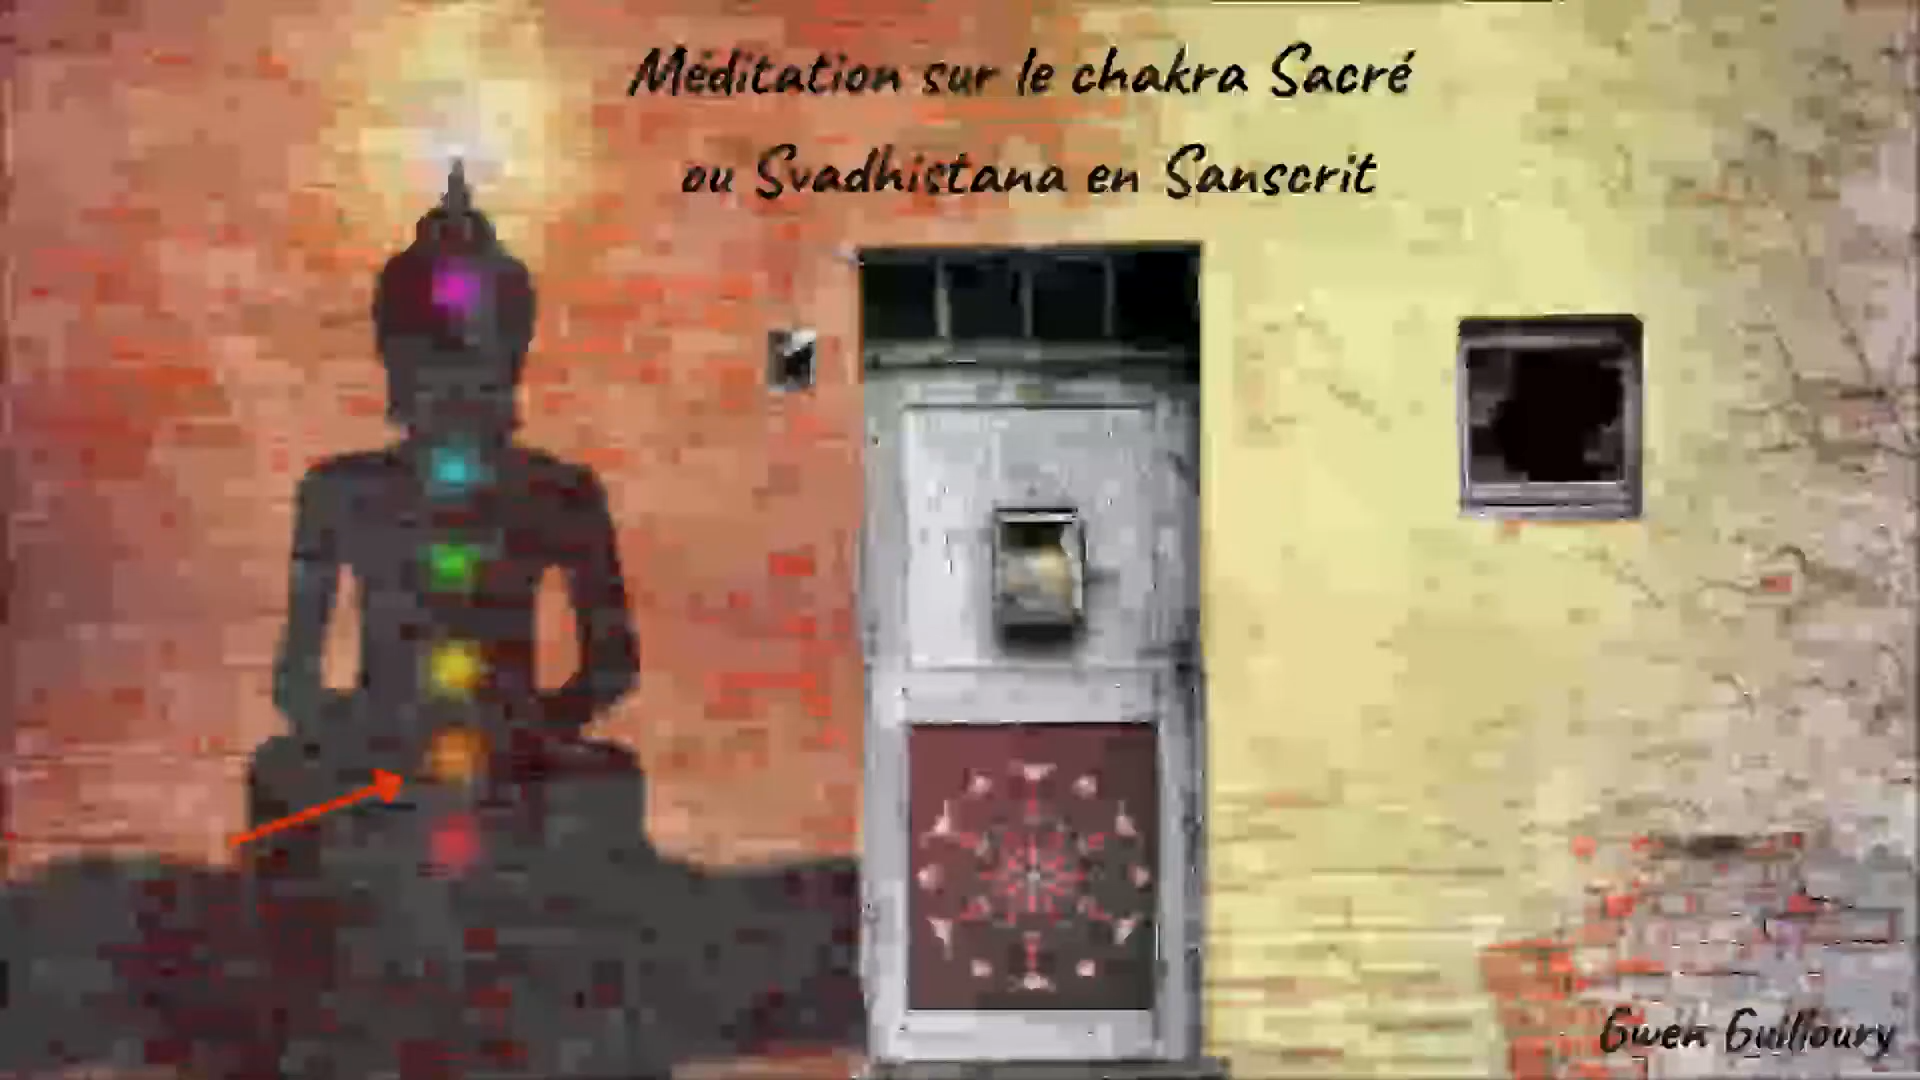 Méditation sur le chakra Sacré
ou Svadhistana en Sanscrit
Gwen Guilloury